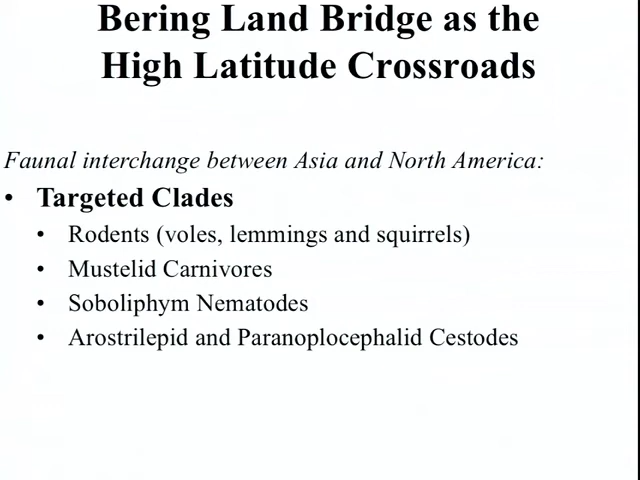 Bering Land Bridge as the
High Latitude Crossroads
Faunal interchange between Asia and North America:
• Targeted Clades
• Rodents (voles, lemmings and squirrels)
• Mustelid Carnivores
• Soboliphym Nematodes
• Arostrilepid and Paranoplocephalid Cestodes